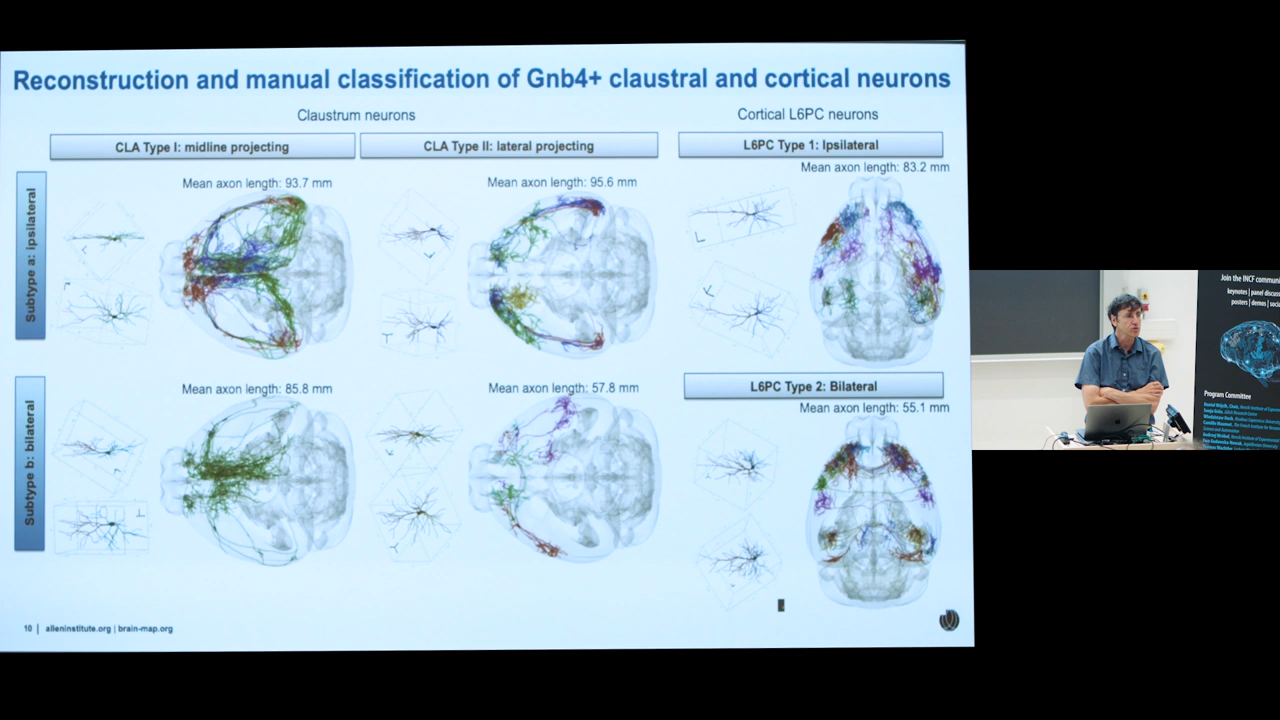 Reconstruction and manual classification of Gnb4+ claustral and cortical neurons
Claustrum neurons
Cortical L6PC neurons
CLA Type I: midline projecting
CLA Type II: lateral projecting
L6PC Type 1: Ipsilateral
Subtype a: ipsilateral
Mean axon length: 93.7 mm
Mean axon length: 95.6 mm
Mean axon length: 83.2 mm
Subtype b: bilateral
Mean axon length: 85.8 mm
Mean axon length: 57.8 mm
L6PC Type 2: Bilateral
Mean axon length: 55.1 mm
10 | alleninstitute.org | brain-map.org
Join the INCF communi
keynotes | panel discuss
posters | demos | socia
Program Committee